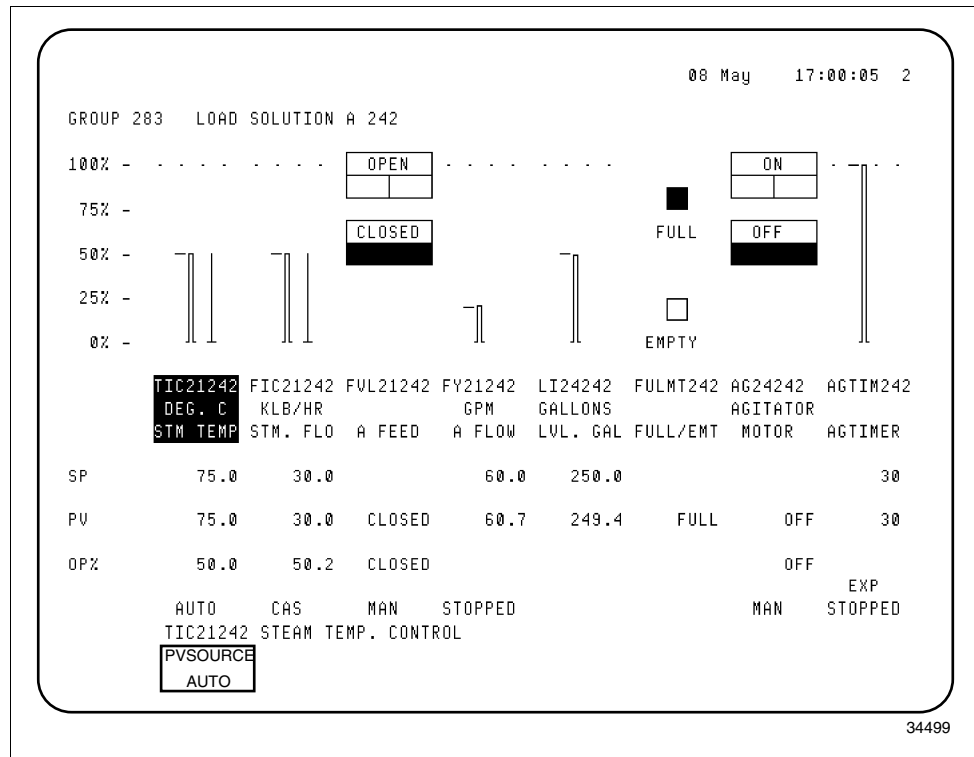 08 May 17:00:05 2
GROUP 283 LOAD SOLUTION A 242
100% - OPEN ON
75% -
CLOSED FULL OFF
50% -
25% -
0% - EMPTY
TIC21242 FIC21242 FVL21242 FY21242 LI24242 FULMT242 AG24242 AGTIM242
DEG. C KLB/HR GPM GALLONS AGITATOR
STM TEMP STM. FLO A FEED A FLOW LVL. GAL FULL/EMT MOTOR AGTIMER
SP 75.0 30.0 60.0 250.0 30
PV 75.0 30.0 CLOSED 60.7 249.4 FULL OFF 30
OP% 50.0 50.2 CLOSED OFF
EXP
AUTO CAS MAN STOPPED MAN STOPPED
TIC21242 STEAM TEMP. CONTROL
PVSOURCE
AUTO
34499